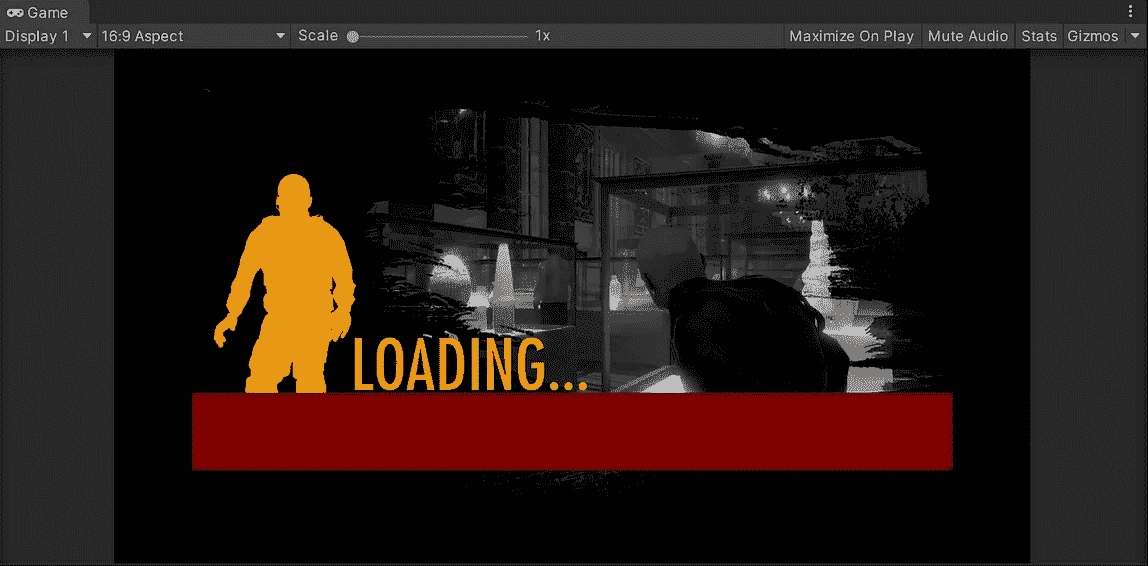 Game
Display 1 16:9 Aspect Scale 1x Maximize On Play Mute Audio Stats Gizmos
LOADING...